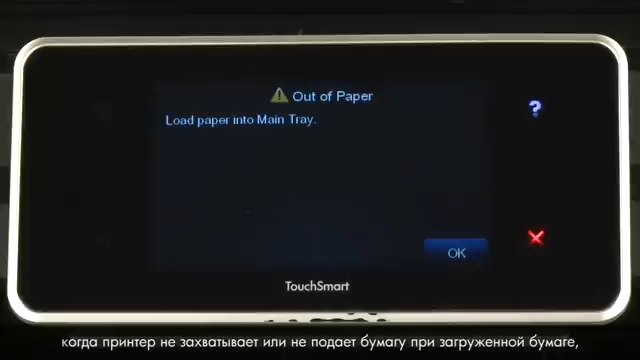 Out of Paper
Load paper into Main Tray.
?
OK
TouchSmart
когда принтер не захватывает или не подает бумагу при загруженной бумаге,